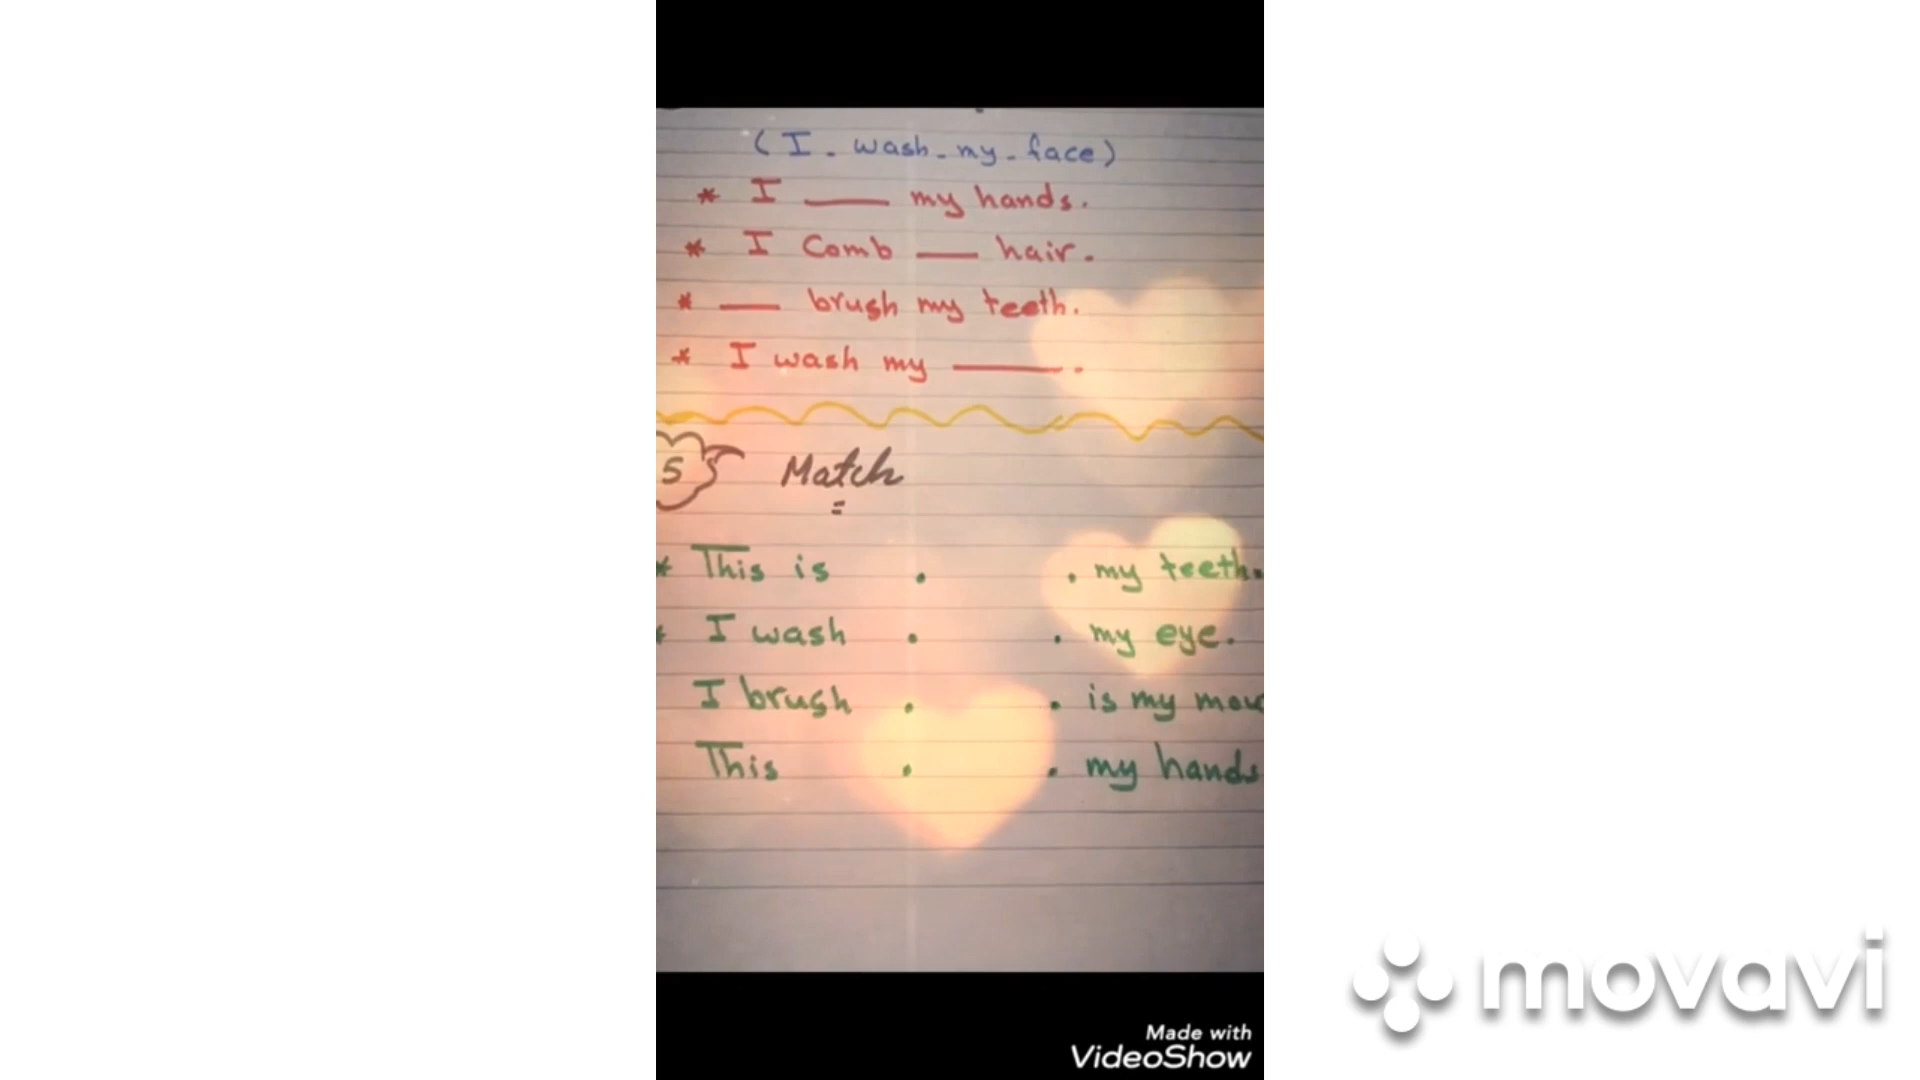 (I - wash - my - face)
* I ___ my hands.
* I Comb ___ hair.
* ___ brush my teeth.
* I wash my ___.
5 Match
* This is . . my teeth.
* I wash . . my eye.
I brush . . is my
This . . my hands
Made with
VideoShow
movavi